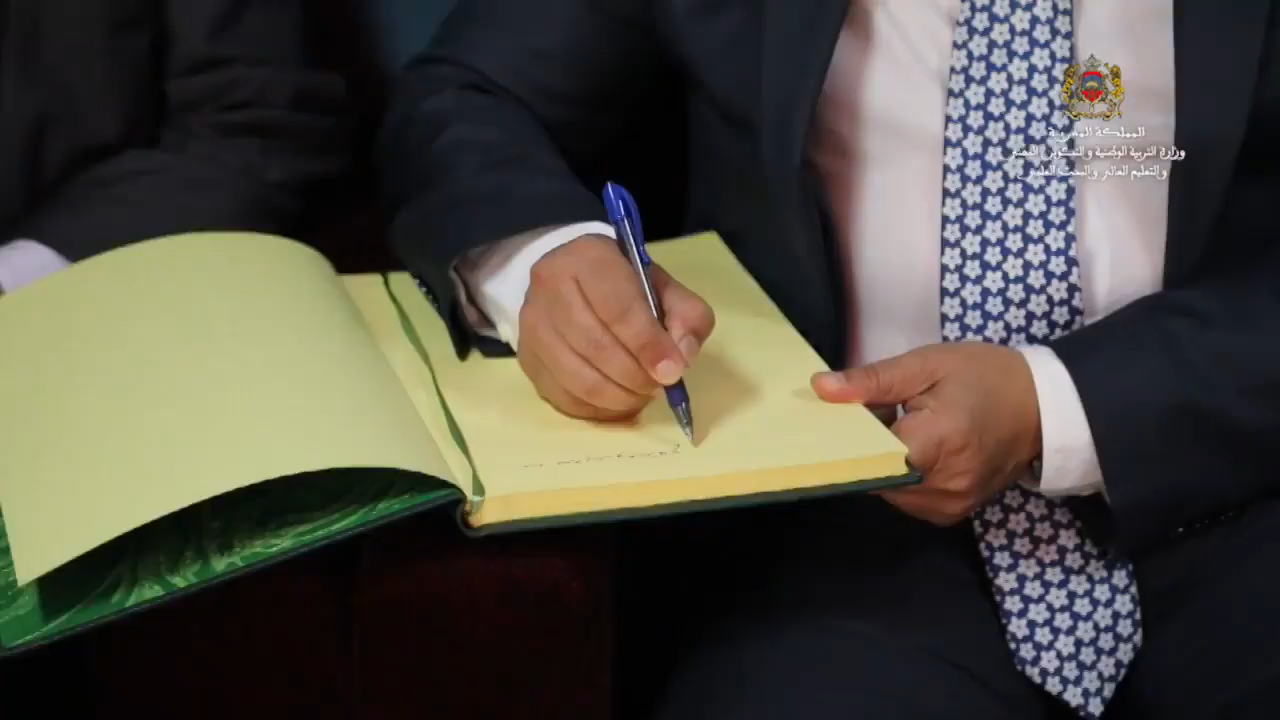 المملكة المغربية
وزارة التربية الوطنية والتكوين المهني
والتعليم العالي والبحث العلمي